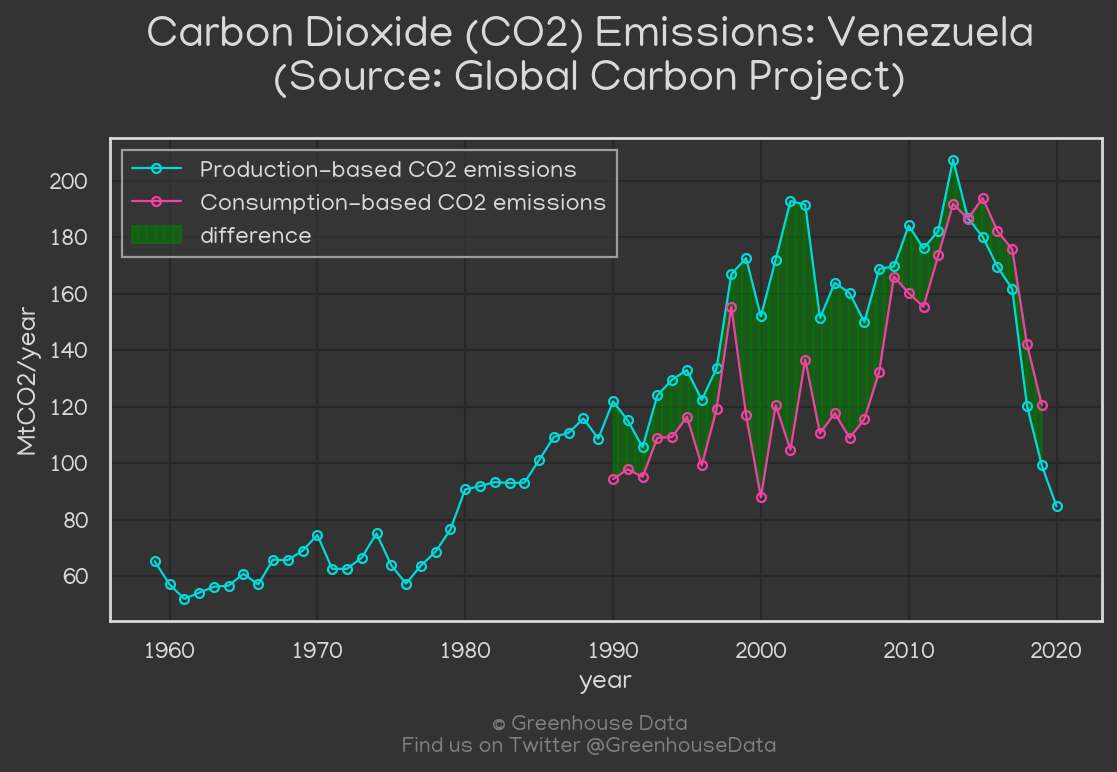 Carbon Dioxide (CO2) Emissions: Venezuela
(Source: Global Carbon Project)
Production-based CO2 emissions
Consumption-based CO2 emissions
difference
MtCO2/year
200
180
160
140
120
100
80
60
1960 1970 1980 1990 2000 2010 2020
year
© Greenhouse Data
Find us on Twitter @GreenhouseData